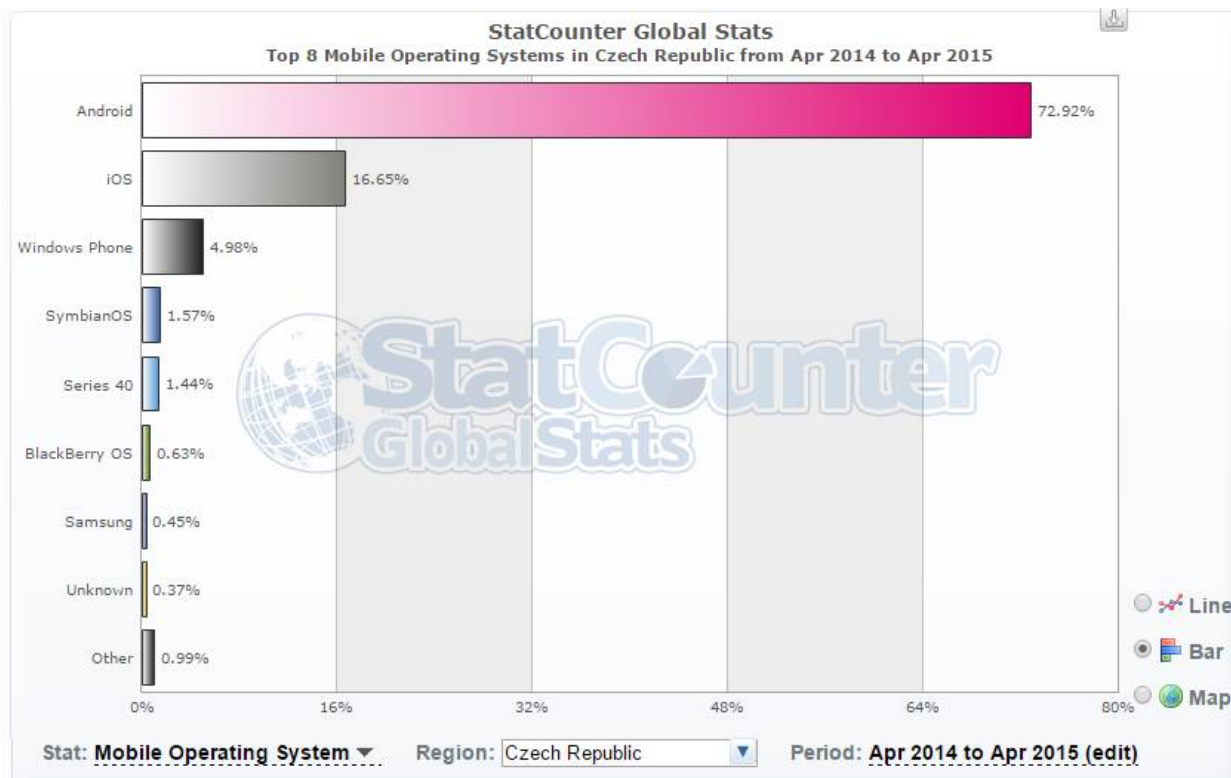 StatCounter Global Stats
Top 8 Mobile Operating Systems in Czech Republic from Apr 2014 to Apr 2015
Android 72.92%
iOS 16.65%
Windows Phone 4.98%
SymbianOS 1.57%
Series 40 1.44%
BlackBerry OS 0.63%
Samsung 0.45%
Unknown 0.37%
Other 0.99%
StatCounter
GlobalStats
0% 16% 32% 48% 64% 80%
Line
Bar
Map
Stat: Mobile Operating System Region: Czech Republic Period: Apr 2014 to Apr 2015 (edit)